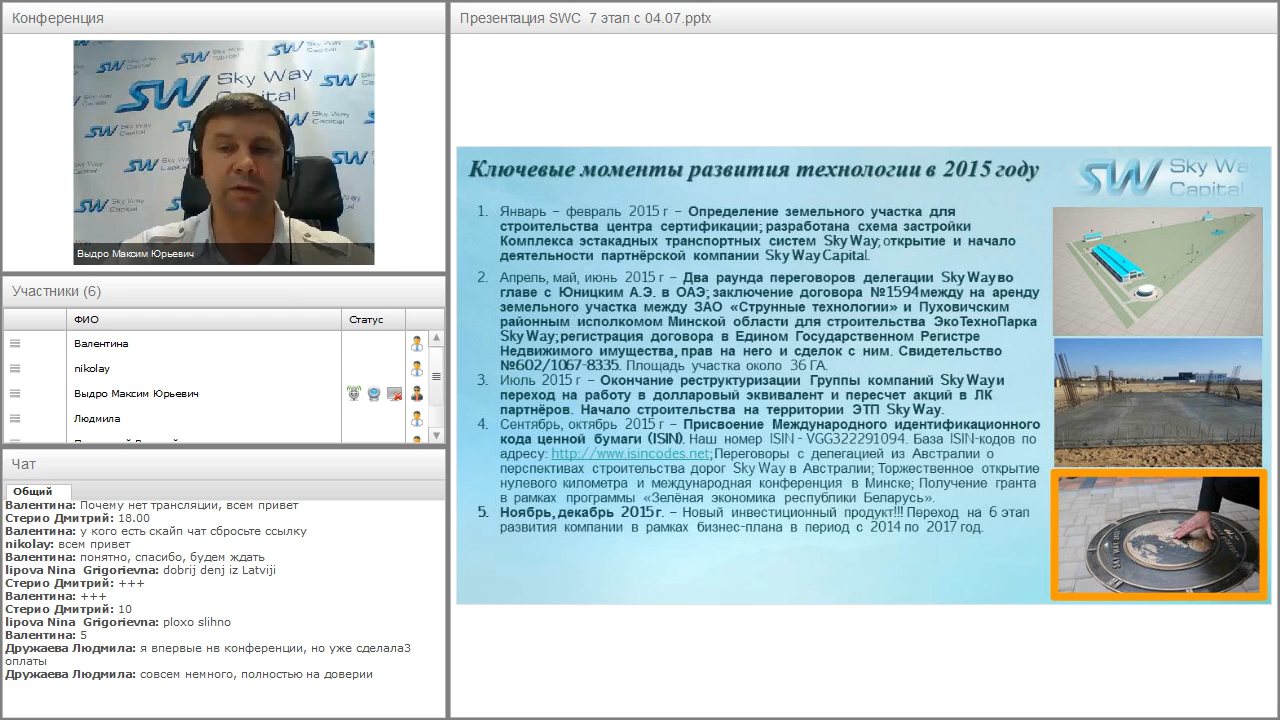 Конференция
Sky Way
Capital
SW
Sky Way
Capital
Выдро Максим Юрьевич
Участники (6)
ФИО
Статус
Валентина
nikolay
Выдро Максим Юрьевич
Людмила
Чат
Общий
Валентина: Почему нет трансляции, всем привет
Стерио Дмитрий: 18.00
Валентина: у кого есть скайп чат сбросьте ссылку
nikolay: всем привет
Валентина: понятно, спасибо, будем ждать
lipova Nina Grigorievna: dobrij denj iz Latviji
Стерио Дмитрий: +++
Валентина: +++
Стерио Дмитрий: 10
lipova Nina Grigorievna: ploxo slihno
Валентина: 5
Дружаева Людмила: я впервые нв конференции, но уже сделала3
оплаты
Дружаева Людмила: совсем немного, полностью на доверии
Презентация SWC 7 этап с 04.07.pptx
Ключевые моменты развития технологии в 2015 году
SW Sky Way
Capital
1. Январь – февраль 2015 г – Определение земельного участка для
строительства центра сертификации; разработана схема застройки
Комплекса эстакадных транспортных систем Sky Way; открытие и начало
деятельности партнёрской компании Sky Way Capital.
2. Апрель, май, июнь 2015 г – Два раунда переговоров делегации Sky Way во
главе с Юницким А.Э. в ОАЭ; заключение договора №1594 между на аренду
земельного участка между ЗАО «Струнные технологии» и Пуховичским
районным исполкомом Минской области для строительства ЭкоТехноПарка
Sky Way; регистрация договора в Едином Государственном Регистре
Недвижимого имущества, прав на него и сделок с ним. Свидетельство
№602/1067-8335. Площадь участка около 36 ГА.
3. Июль 2015 г – Окончание реструктуризации Группы компаний Sky Way и
переход на работу в долларовый эквивалент и пересчет акций в ЛК
партнёров. Начало строительства на территории ЭТП Sky Way.
4. Сентябрь, октябрь 2015 г – Присвоение Международного идентификационного
кода ценной бумаги (ISIN). Наш номер ISIN - VGG322291094. База ISIN-кодов по
адресу: http://www.isincodes.net; Переговоры с делегацией из Австралии о
перспективах строительства дорог Sky Way в Австралии; Торжественное открытие
нулевого километра и международная конференция в Минске; Получение гранта
в рамках программы «Зелёная экономика республики Беларусь».
5. Ноябрь, декабрь 2015 г. – Новый инвестиционный продукт!!! Переход на 6 этап
развития компании в рамках бизнес-плана в период с 2014 по 2017 год.